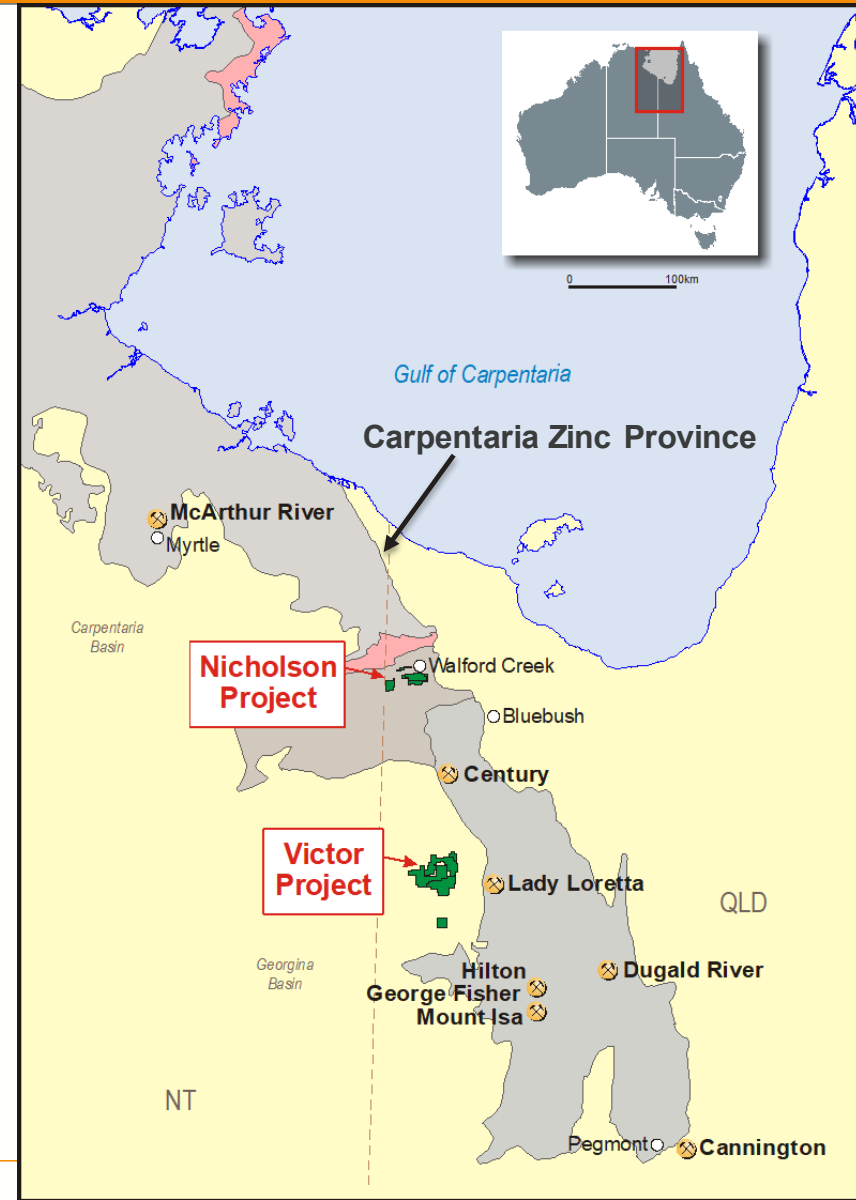 0 100km
Gulf of Carpentaria
Carpentaria Zinc Province
McArthur River
Myrtle
Carpentaria
Basin
Nicholson
Project
Walford Creek
Bluebush
Century
Victor
Project
Lady Loretta
QLD
Georgina
Basin
Hilton
Dugald River
George Fisher
Mount Isa
NT
Pegmont
Cannington